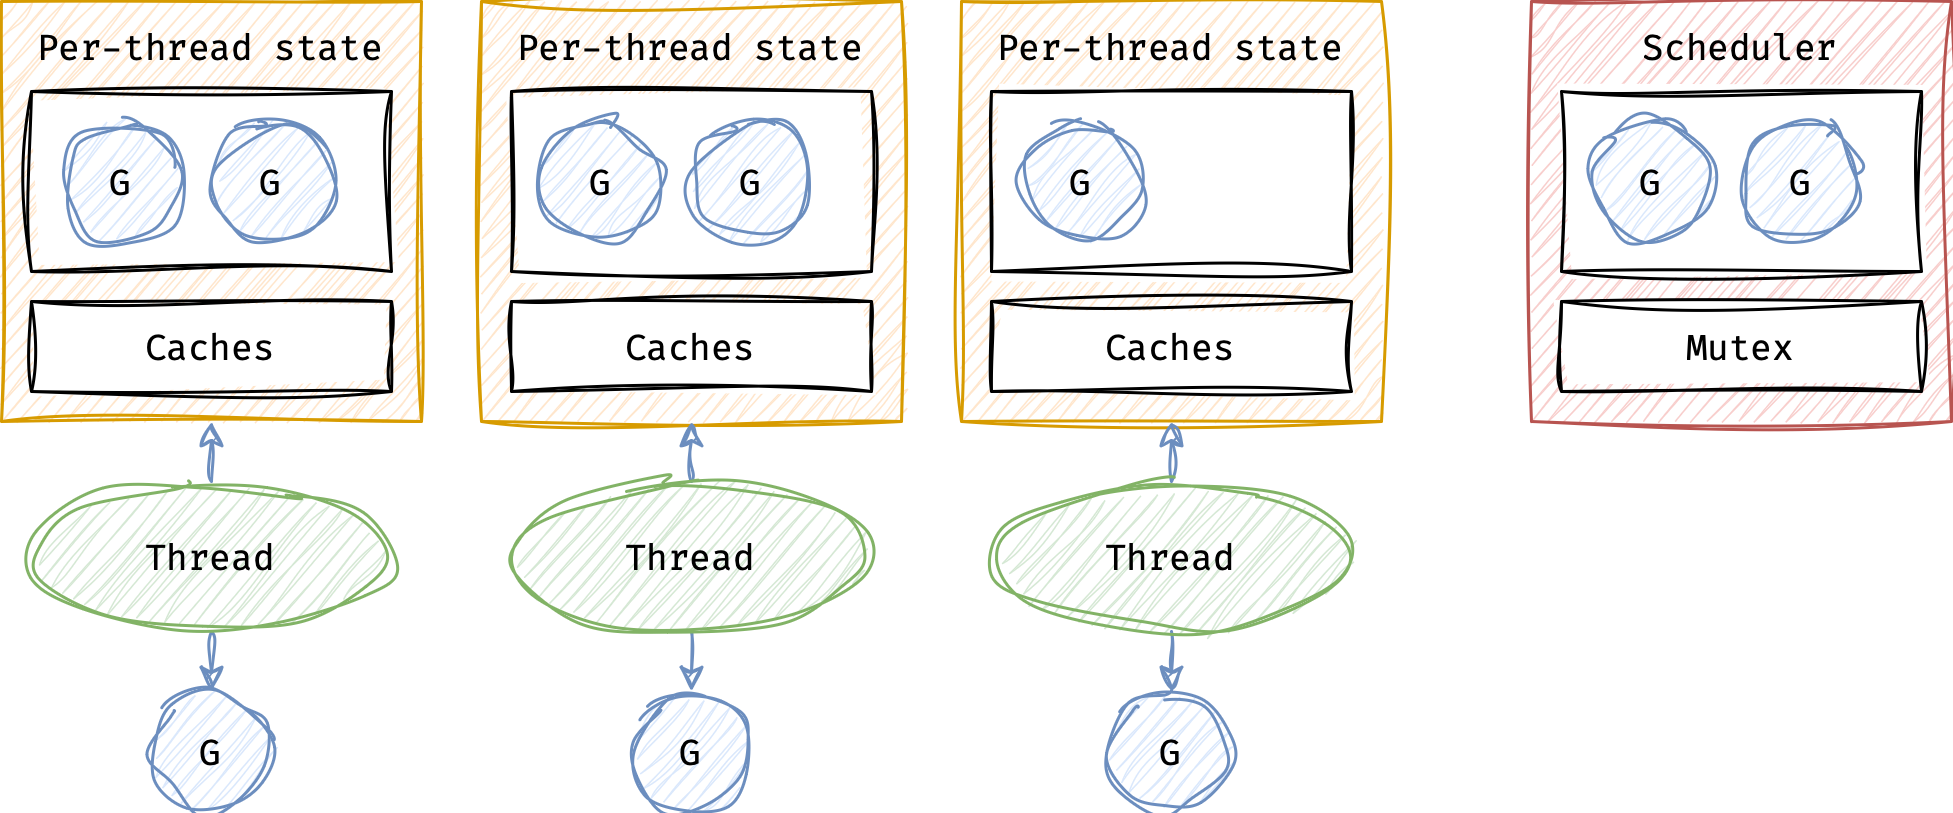 Per-thread state
G G
Caches
Thread
G
Per-thread state
G G
Caches
Thread
G
Per-thread state
G
Caches
Thread
G
Scheduler
G G
Mutex